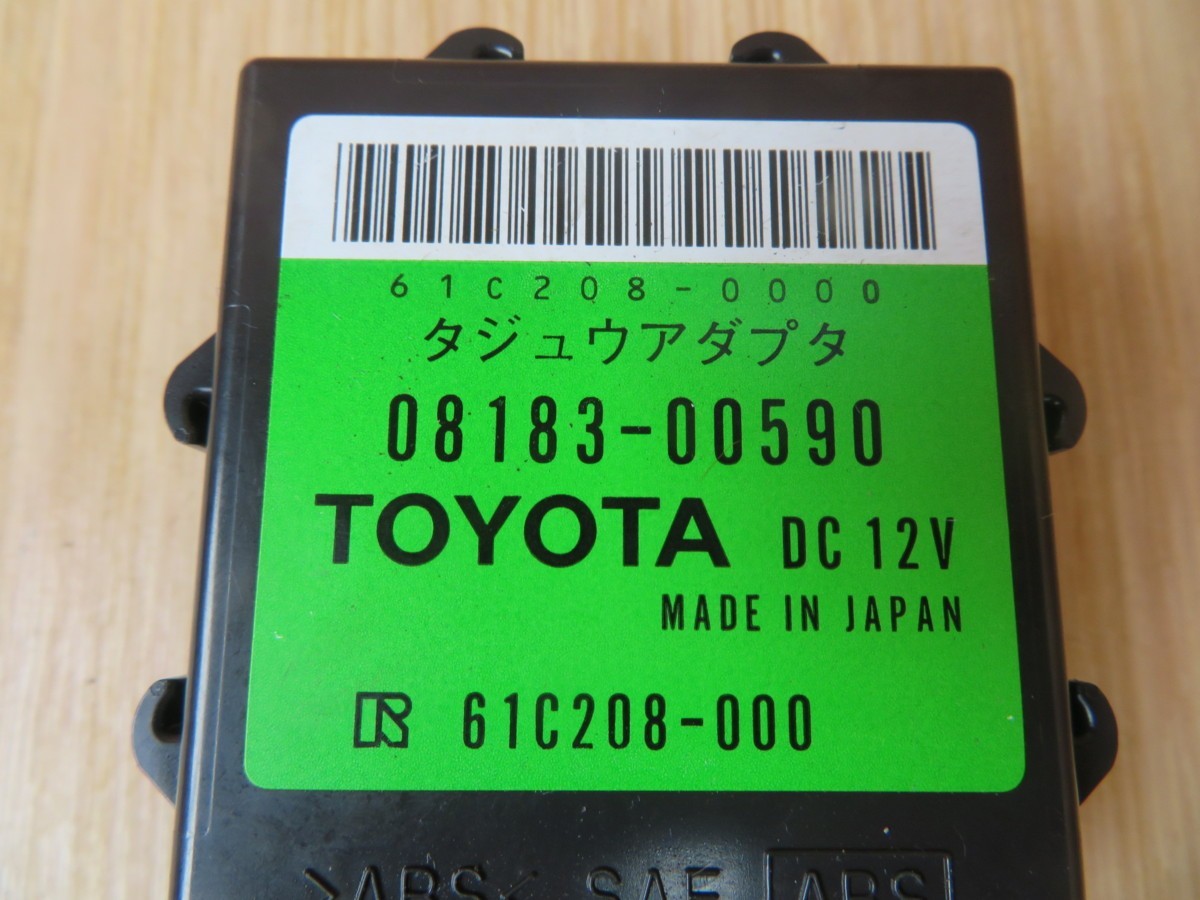 61C208-0000
タジュウアダプタ
08183-00590
TOYOTA DC 12V
MADE IN JAPAN
R 61C208-000
>ABS< SAE ABS